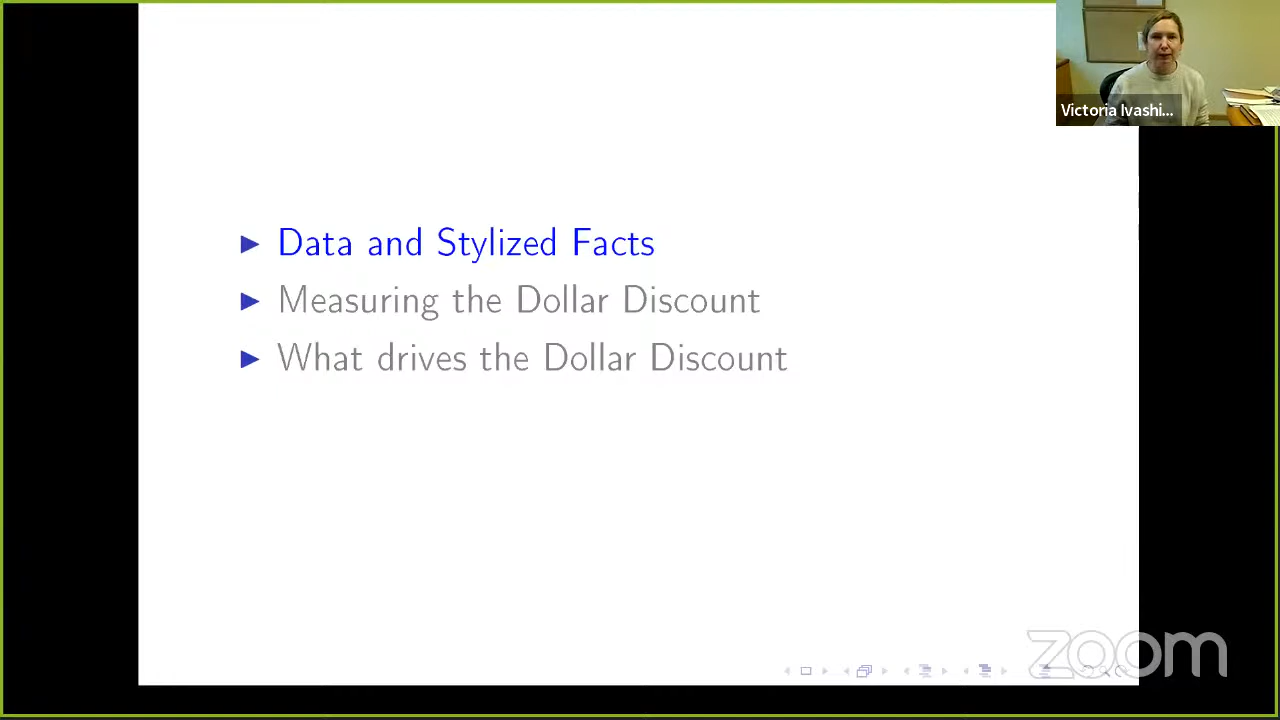 Victoria Ivashi...
Data and Stylized Facts
Measuring the Dollar Discount
What drives the Dollar Discount
zoom